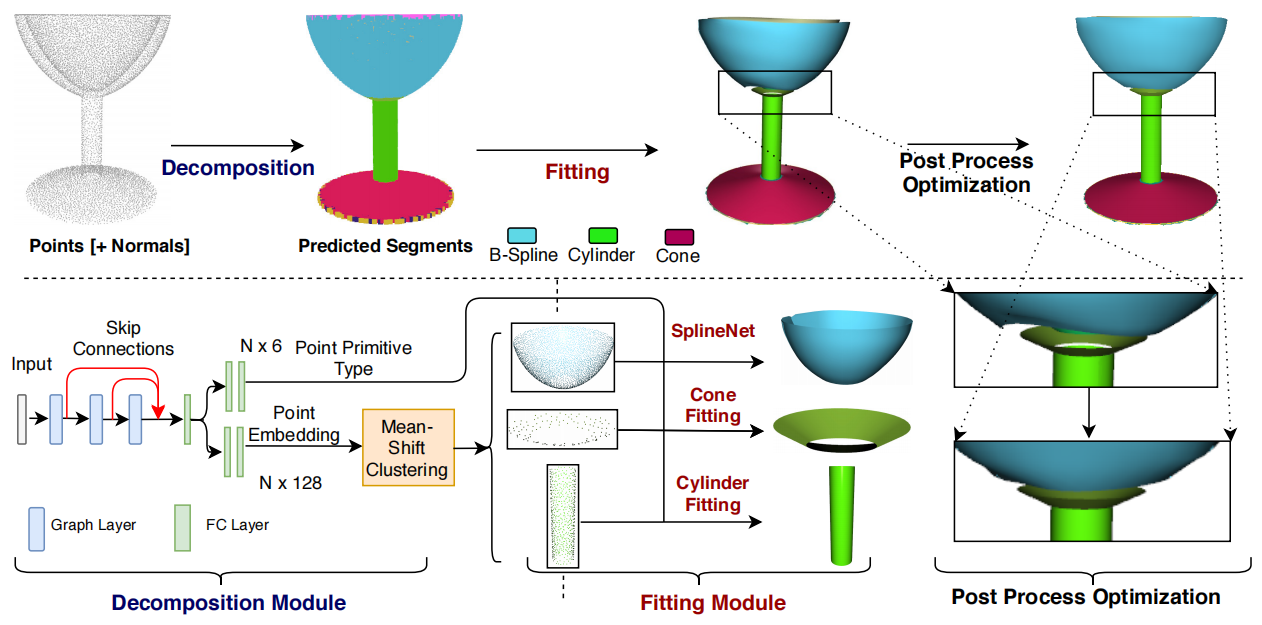 Decomposition
Fitting
Post Process
Optimization
Points [+ Normals]
Predicted Segments
B-Spline
Cylinder
Cone
Skip
Connections
Input
N x 6
Point Primitive
Type
Point
Embedding
N x 128
Mean-
Shift
Clustering
SplineNet
Cone
Fitting
Cylinder
Fitting
Graph Layer
FC Layer
Decomposition Module
Fitting Module
Post Process Optimization